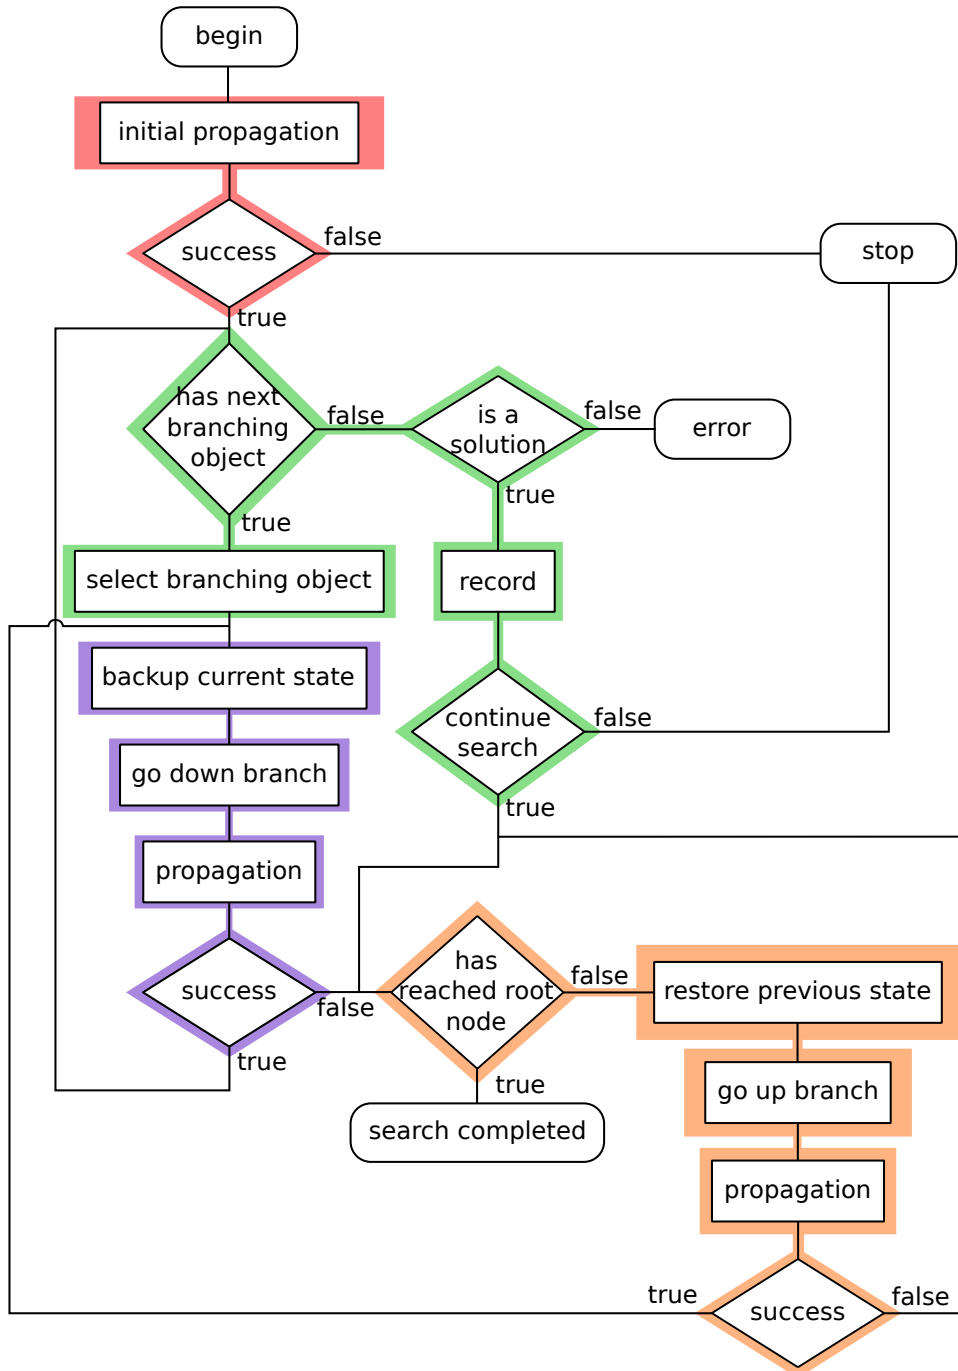 begin
initial propagation
success
false
stop
true
has next
branching
object
false
is a
solution
false
error
true
true
select branching object
record
backup current state
continue
search
false
true
go down branch
propagation
success
false
true
has
reached root
node
false
restore previous state
true
search completed
go up branch
propagation
true
success
false